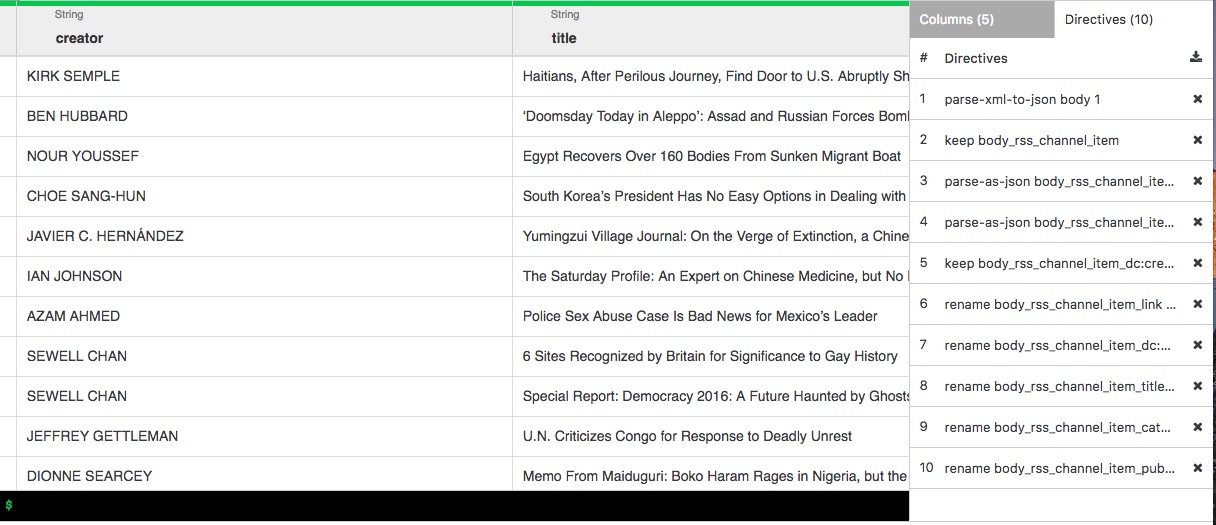 String String
creator title
KIRK SEMPLE Haitians, After Perilous Journey, Find Door to U.S. Abruptly Sh
BEN HUBBARD ‘Doomsday Today in Aleppo’: Assad and Russian Forces Bom
NOUR YOUSSEF Egypt Recovers Over 160 Bodies From Sunken Migrant Boat
CHOE SANG-HUN South Korea’s President Has No Easy Options in Dealing with
JAVIER C. HERNÁNDEZ Yumingzui Village Journal: On the Verge of Extinction, a Chine
IAN JOHNSON The Saturday Profile: An Expert on Chinese Medicine, but No
AZAM AHMED Police Sex Abuse Case Is Bad News for Mexico’s Leader
SEWELL CHAN 6 Sites Recognized by Britain for Significance to Gay History
SEWELL CHAN Special Report: Democracy 2016: A Future Haunted by Ghosts
JEFFREY GETTLEMAN U.N. Criticizes Congo for Response to Deadly Unrest
DIONNE SEARCEY Memo From Maiduguri: Boko Haram Rages in Nigeria, but the
$
Columns (5) Directives (10)
# Directives
1 parse-xml-to-json body 1
2 keep body_rss_channel_item
3 parse-as-json body_rss_channel_ite...
4 parse-as-json body_rss_channel_ite...
5 keep body_rss_channel_item_dc:cre...
6 rename body_rss_channel_item_link ...
7 rename body_rss_channel_item_dc:...
8 rename body_rss_channel_item_title...
9 rename body_rss_channel_item_cat...
10 rename body_rss_channel_item_pub...